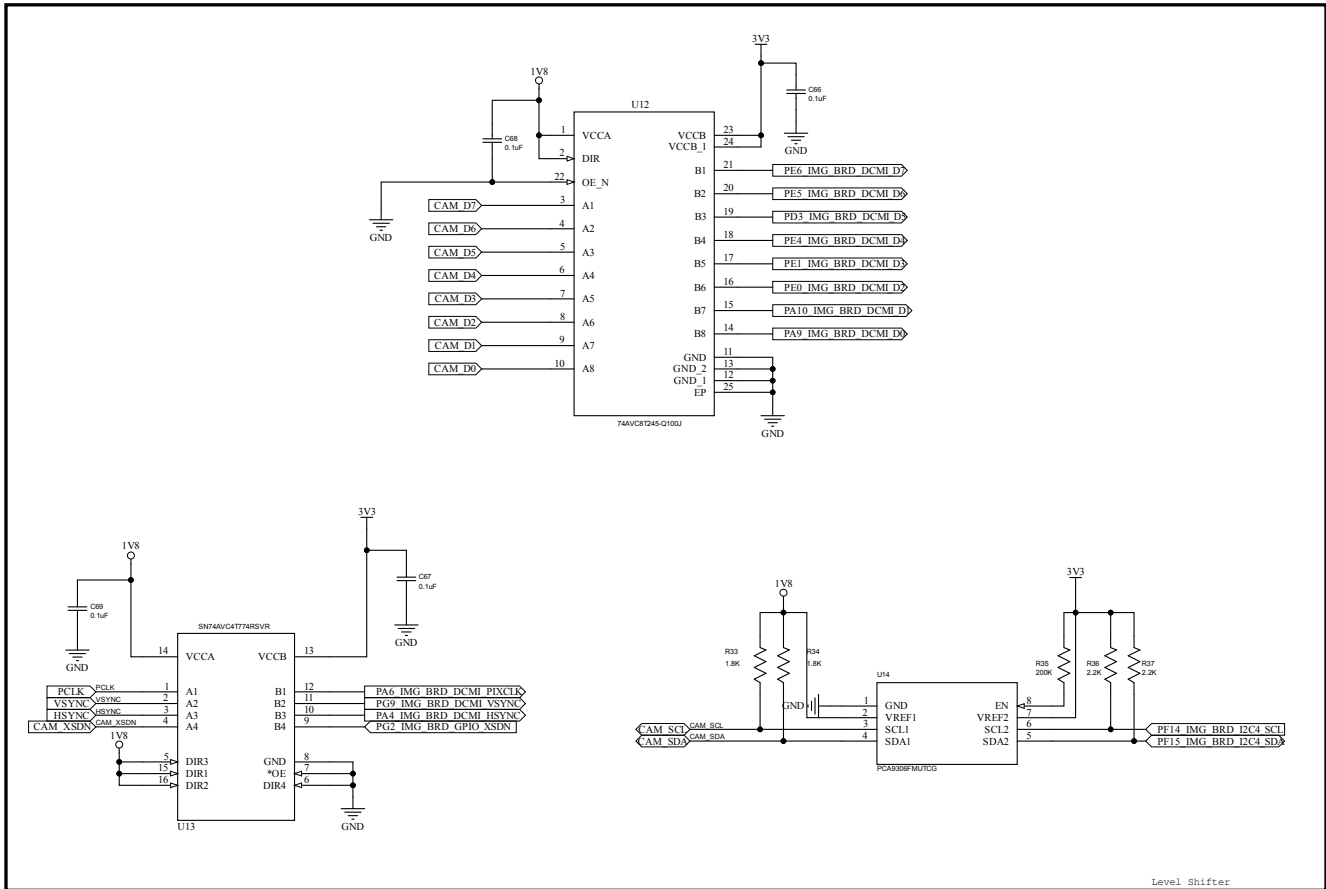 3V3
1V8
C66
0.1uF
U12
C68
0.1uF
GND
1 VCCA VCCB 23
VCCB_1 24
2 DIR
22 OE_N
GND
CAM_D7 3 A1 B1 21 PE6_IMG_BRD_DCMI_D7
CAM_D6 4 A2 B2 20 PE5_IMG_BRD_DCMI_D6
CAM_D5 5 A3 B3 19 PD3_IMG_BRD_DCMI_D5
CAM_D4 6 A4 B4 18 PE4_IMG_BRD_DCMI_D4
CAM_D3 7 A5 B5 17 PE1_IMG_BRD_DCMI_D3
CAM_D2 8 A6 B6 16 PE0_IMG_BRD_DCMI_D2
CAM_D1 9 A7 B7 15 PA10_IMG_BRD_DCMI_D1
CAM_D0 10 A8 B8 14 PA9_IMG_BRD_DCMI_D0
GND 11
GND_2 13
GND_1 12
EP 25
74AVC8T245-Q100J
GND
3V3
1V8
C67
0.1uF
C69
0.1uF
SN74AVC4T774RSVR
GND
GND
14 VCCA VCCB 13
PCLK PCLK 1 A1 B1 12 PA6_IMG_BRD_DCMI_PIXCLK
VSYNC VSYNC 2 A2 B2 11 PG9_IMG_BRD_DCMI_VSYNC
HSYNC HSYNC 3 A3 B3 10 PA4_IMG_BRD_DCMI_HSYNC
CAM_XSDN CAM_XSDN 4 A4 B4 9 PG2_IMG_BRD_GPIO_XSDN
1V8
5 DIR3 GND 8
15 DIR1 *OE 7
16 DIR2 DIR4 6
U13
GND
1V8
3V3
R33
1.8K
R34
1.8K
R35
200K
R36
2.2K
R37
2.2K
U14
GND 1 GND EN 8
2 VREF1 VREF2 7
CAM_SCL CAM_SCL 3 SCL1 SCL2 6 PF14_IMG_BRD_I2C4_SCL
CAM_SDA CAM_SDA 4 SDA1 SDA2 5 PF15_IMG_BRD_I2C4_SDA
PCA9306FMUTCG
Level Shifter